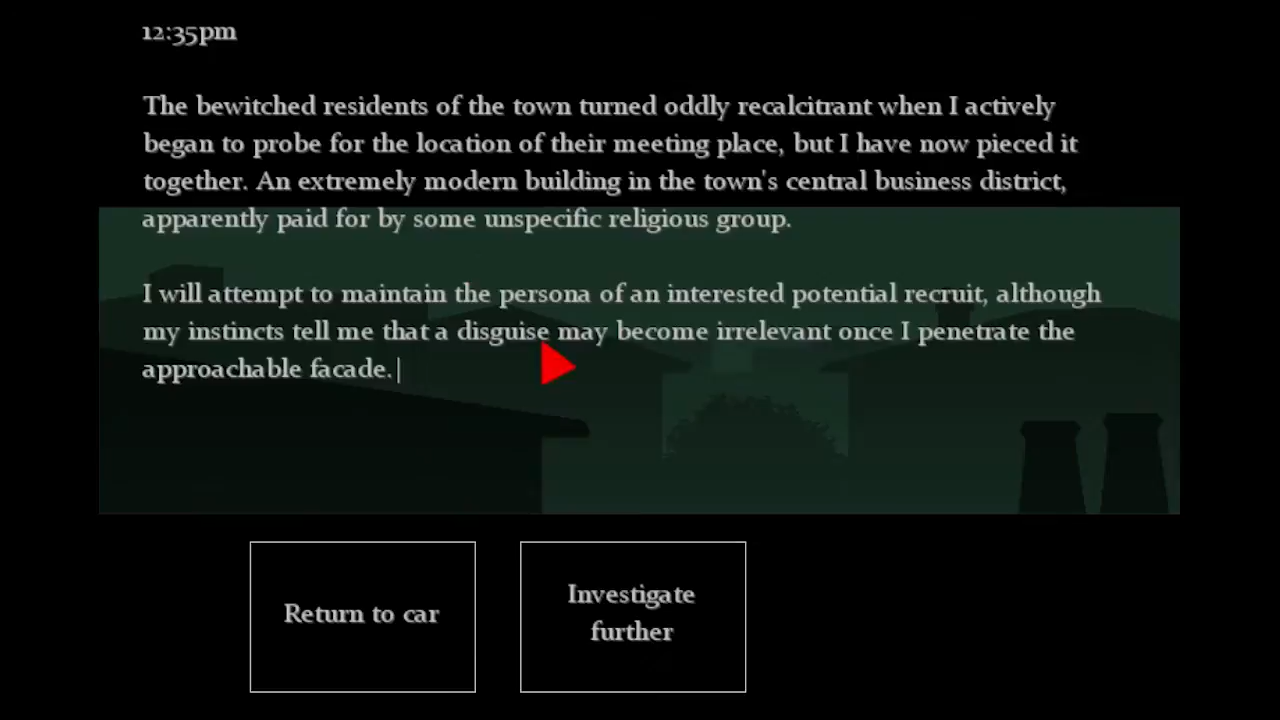 12:35pm
The bewitched residents of the town turned oddly recalcitrant when I actively
began to probe for the location of their meeting place, but I have now pieced it
together. An extremely modern building in the town's central business district,
apparently paid for by some unspecific religious group.
I will attempt to maintain the persona of an interested potential recruit, although
my instincts tell me that a disguise may become irrelevant once I penetrate the
approachable facade.|
Return to car
Investigate
further